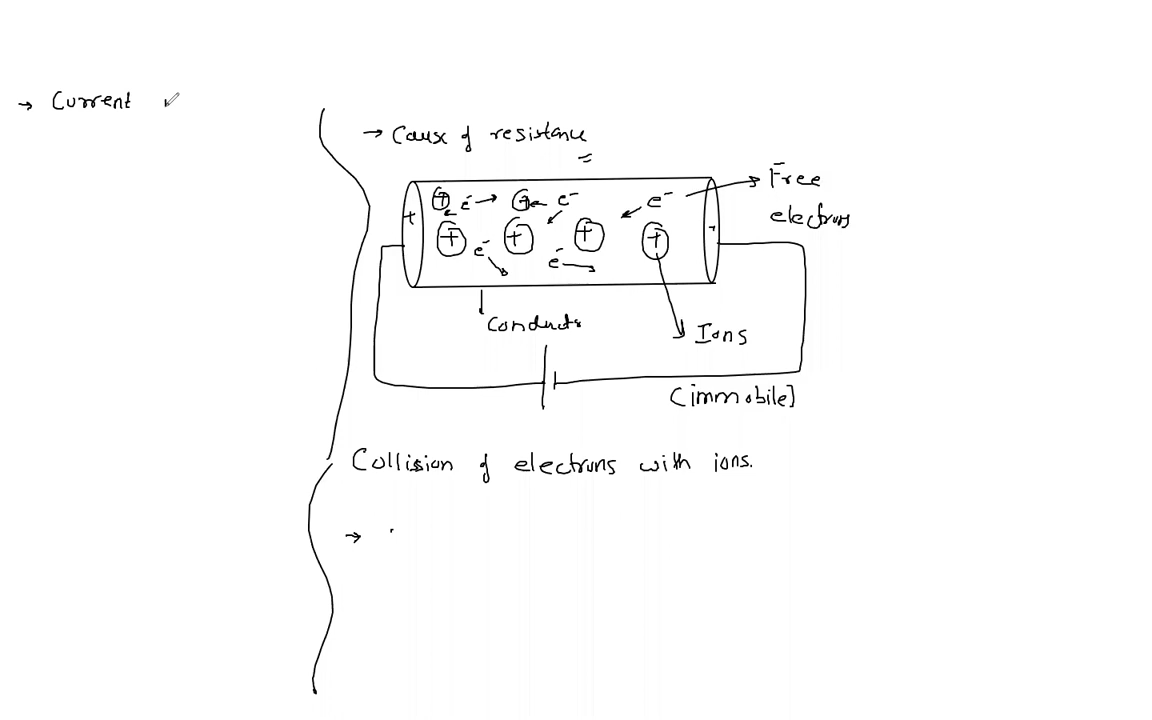 → Current ✓
→ Cause of resistance
+ e⁻ → + e⁻ e⁻
→ Free
electrons
+ + + + +
e⁻ e⁻
Conductor
Ions
(immobile)
Collision of electrons with ions.
→